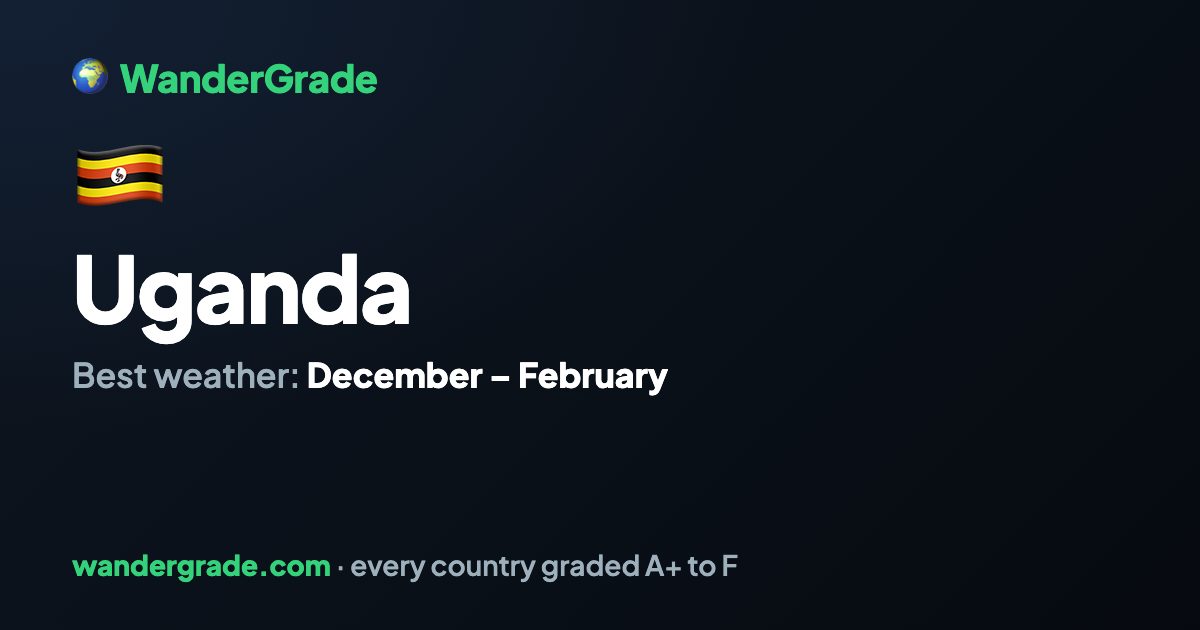 WanderGrade
Uganda
Best weather: December – February
wandergrade.com · every country graded A+ to F